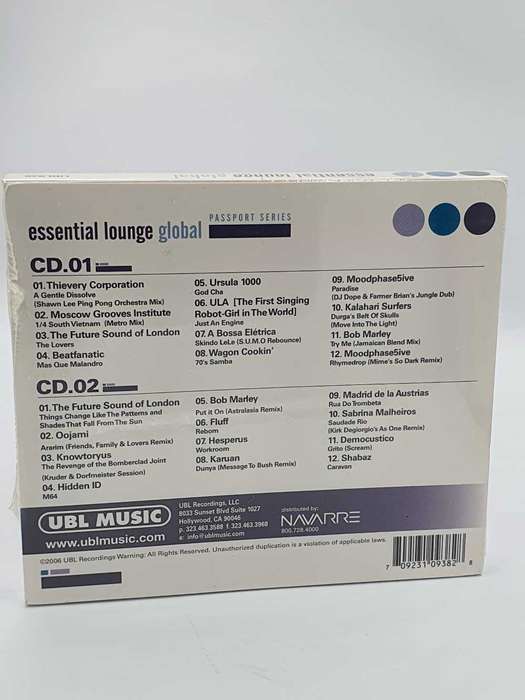 essential lounge global
essential lounge global
PASSPORT SERIES
CD.01
01.Thievery Corporation
A Gentle Dissolve
(Shawn Lee Ping Pong Orchestra Mix)
02. Moscow Grooves Institute
1/4 South Vietnam (Metro Mix)
03.The Future Sound of London
The Lovers
04. Beatfanatic
Mas Que Malandro
05. Ursula 1000
God Cha
06. ULA [The First Singing
Robot-Girl in The World]
Just An Engine
07.A Bossa Elétrica
Skindo LeLe (S.U.M.O Rebounce)
08.Wagon Cookin'
70's Samba
09. Moodphase5ive
Paradise
(DJ Dope & Farmer Brian's Jungle Dub)
10. Kalahari Surfers
Durga's Belt Of Skulls
(Move Into The Light)
11. Bob Marley
Try Me (Jamaican Blend Mix)
12. Moodphase5ive
Rhymedrop (Mime's So Dark Remix)
CD.02
01.The Future Sound of London
Things Change Like The Patterns and
Shades That Fall From The Sun
02. Oojami
Ararim (Friends, Family & Lovers Remix)
03. Knowtoryus
The Revenge of the Bomberclad Joint
(Kruder & Dorfmeister Session)
04. Hidden ID
M64
05. Bob Marley
Put it On (Astralasia Remix)
06. Fluff
Reborn
07. Hesperus
Workroom
08. Karuan
Dunya (Message To Bush Remix)
09. Madrid de la Austrias
Rua Do Trombeta
10. Sabrina Malheiros
Saudade Rio
(Kirk Degiorgio's As One Remix)
11. Democustico
Grito (Scream)
12. Shabaz
Caravan
UBL MUSIC
www.ublmusic.com
UBL Recordings, LLC
8033 Sunset Blvd Suite 1027
Hollywood, CA 90046
p. 323.463.3588 f. 323.463.3968
e: info@ublmusic.com
distributed by:
NAVARRE
800.728.4000
©2006 UBL Recordings Warning: All Rights Reserved. Unauthorized duplication is a violation of applicable laws.
7 09231 09382 8